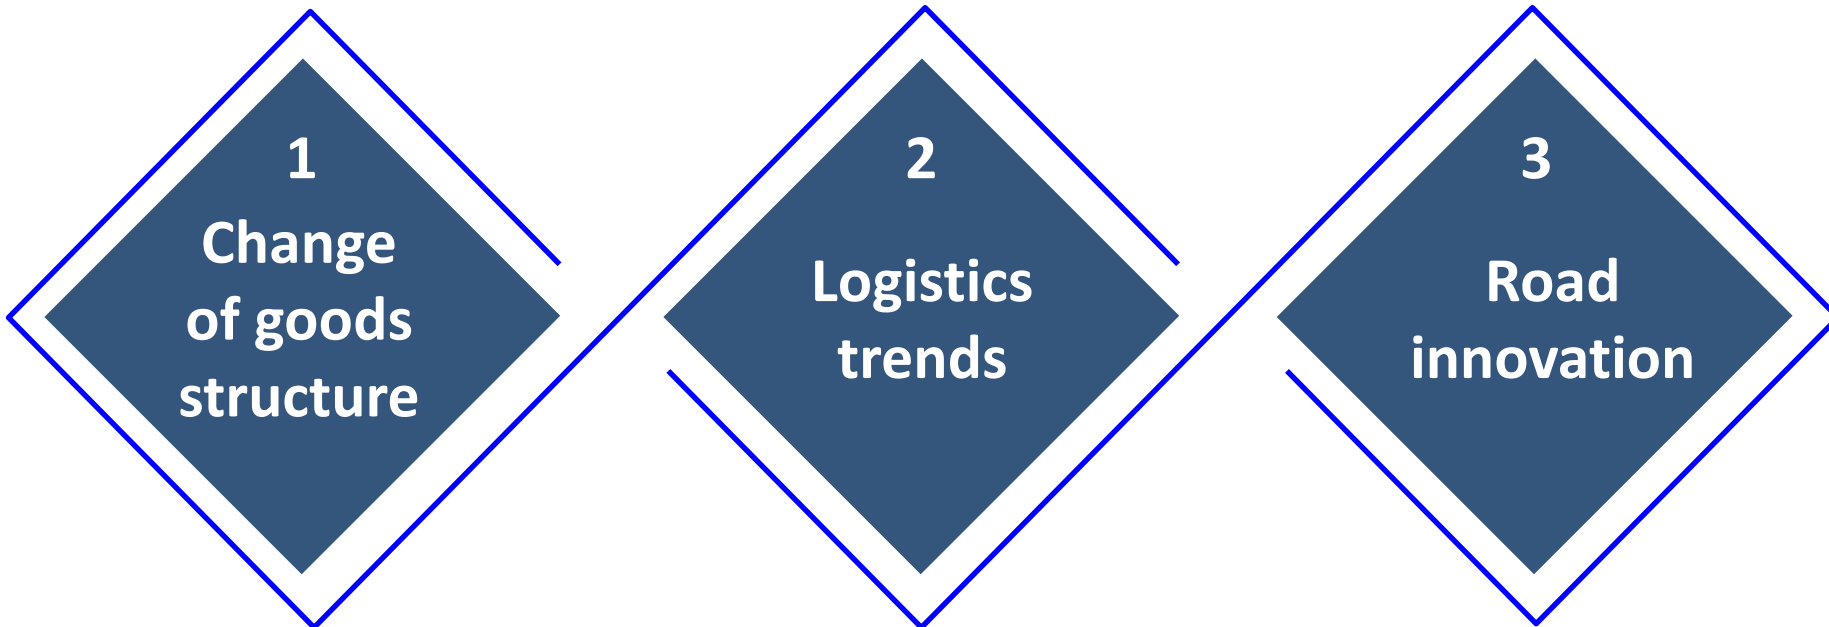 1
Change
of goods
structure
2
Logistics
trends
3
Road
innovation